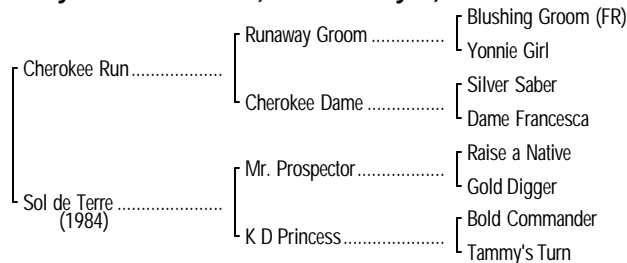 Blushing Groom (FR)
Runaway Groom ................
Yonnie Girl
Cherokee Run....................
Silver Saber
Cherokee Dame .................
Dame Francesca
Raise a Native
Mr. Prospector...................
Gold Digger
Sol de Terre .......................
(1984)
Bold Commander
K D Princess......................
Tammy's Turn